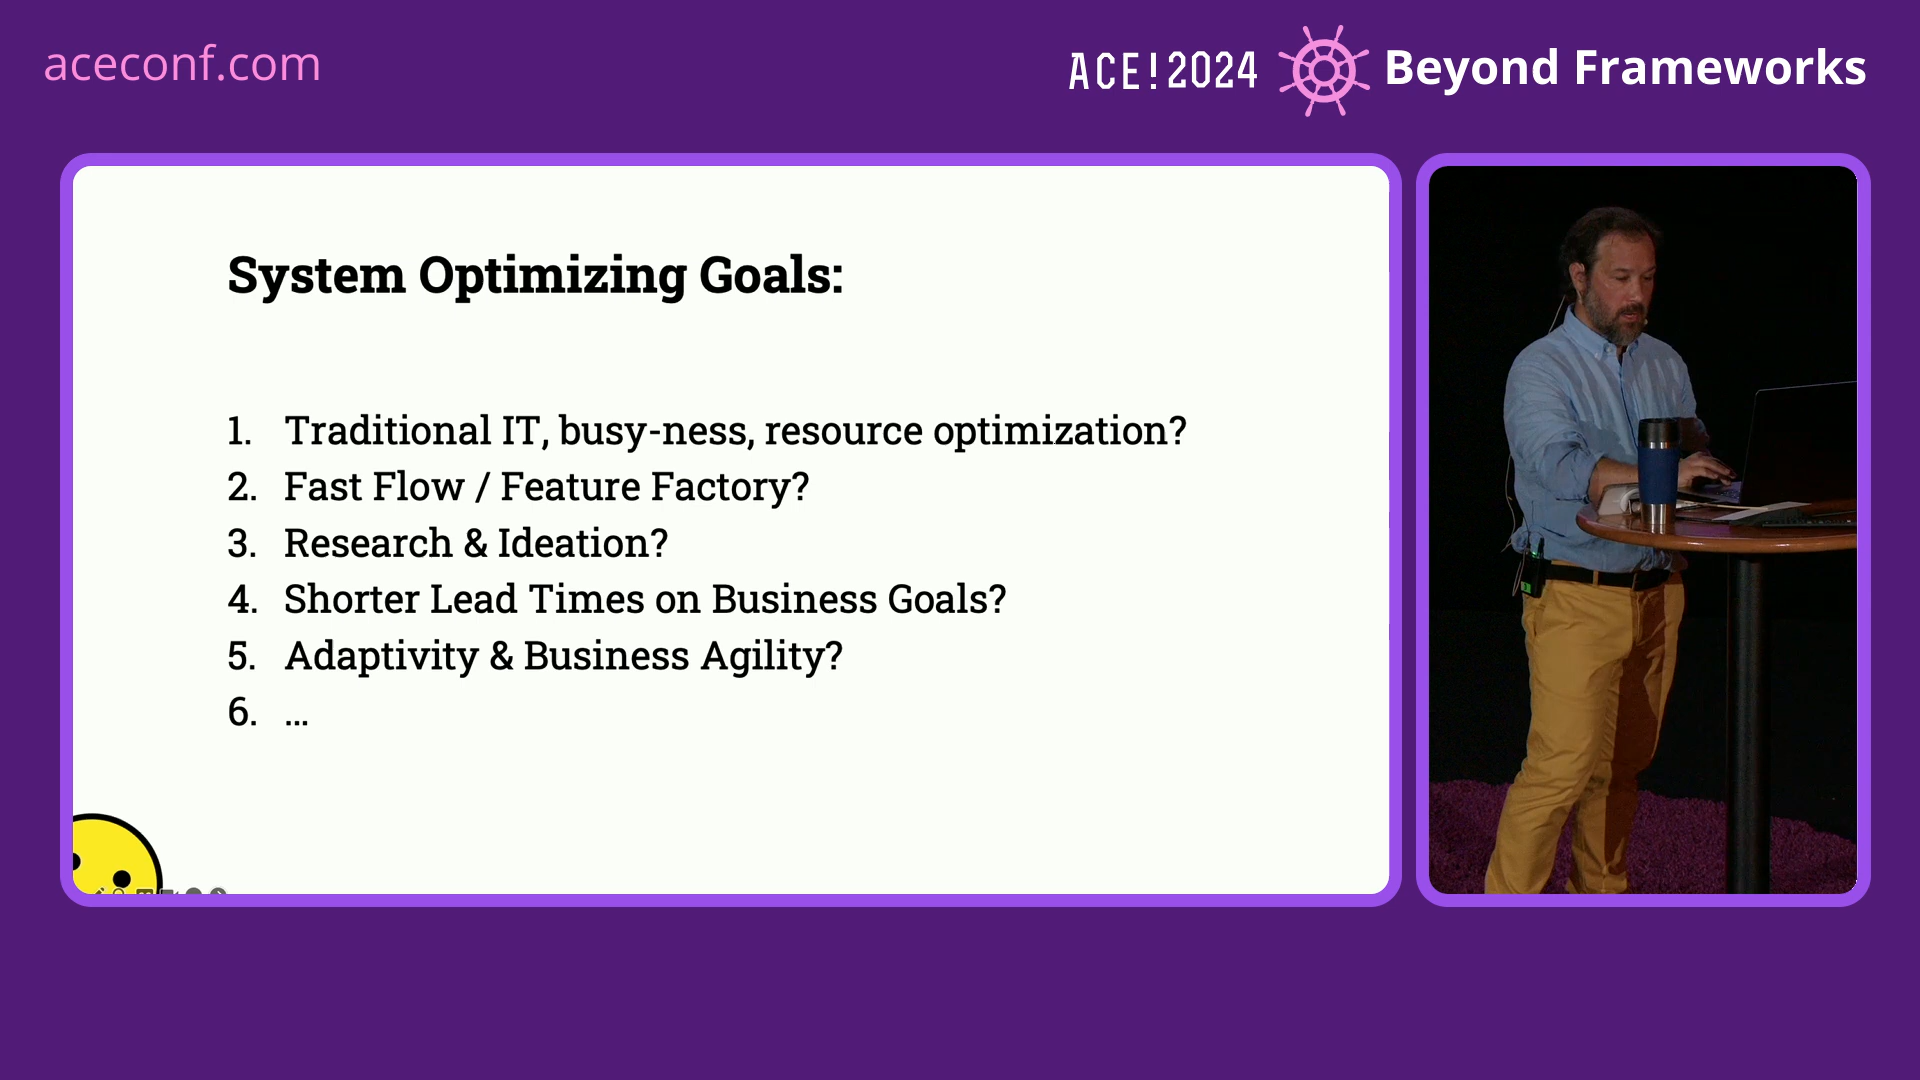 aceconf.com
ACE!2024 Beyond Frameworks
System Optimizing Goals:
1. Traditional IT, busy-ness, resource optimization?
2. Fast Flow / Feature Factory?
3. Research & Ideation?
4. Shorter Lead Times on Business Goals?
5. Adaptivity & Business Agility?
6. ...